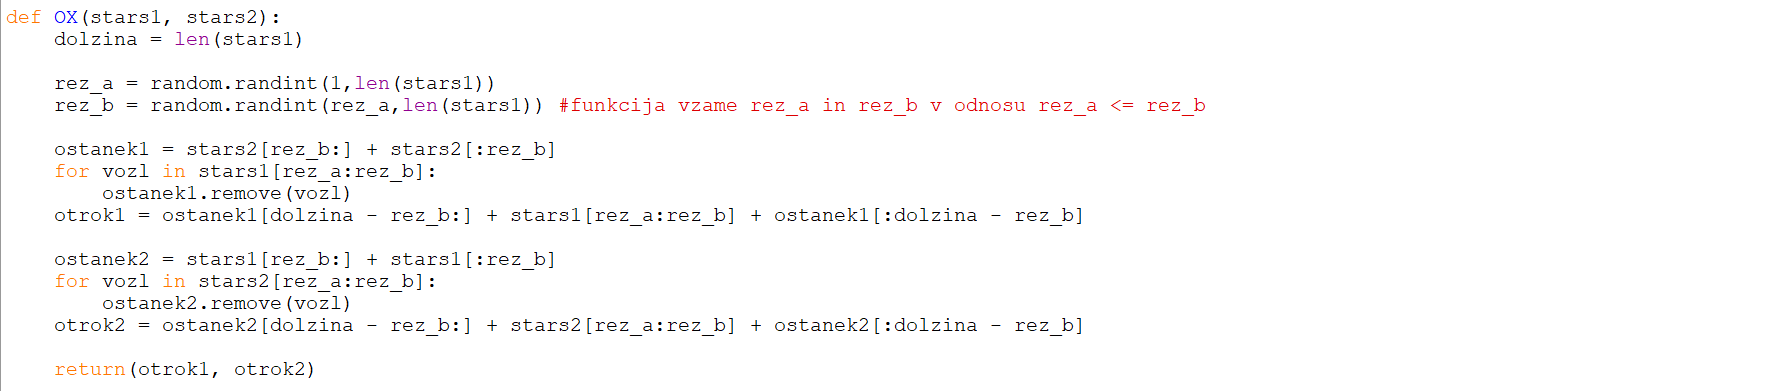 def OX(stars1, stars2):
    dolzina = len(stars1)
    rez_a = random.randint(1,len(stars1))
    rez_b = random.randint(rez_a,len(stars1)) #funkcija vzame rez_a in rez_b v odnosu rez_a <= rez_b
    ostanek1 = stars2[rez_b:] + stars2[:rez_b]
    for vozl in stars1[rez_a:rez_b]:
        ostanek1.remove(vozl)
    otrok1 = ostanek1[dolzina - rez_b:] + stars1[rez_a:rez_b] + ostanek1[:dolzina - rez_b]
    ostanek2 = stars1[rez_b:] + stars1[:rez_b]
    for vozl in stars2[rez_a:rez_b]:
        ostanek2.remove(vozl)
    otrok2 = ostanek2[dolzina - rez_b:] + stars2[rez_a:rez_b] + ostanek2[:dolzina - rez_b]
    return(otrok1, otrok2)